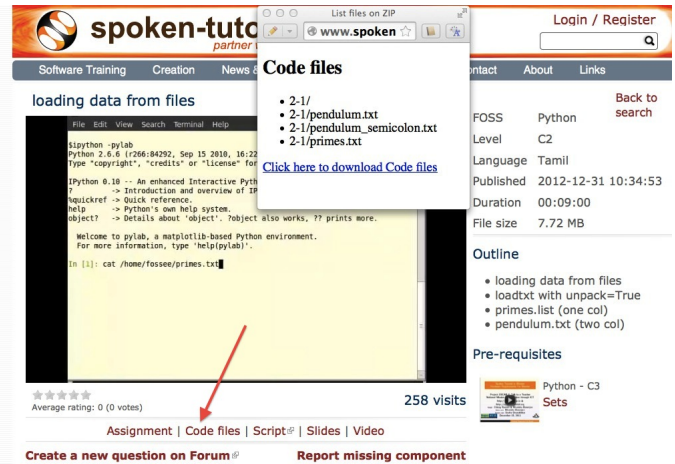 spoken-tuto
partner
Login / Register
Software Training Creation News & ontact About Links
List files on ZIP
www.spoken
Code files
2-1/
2-1/pendulum.txt
2-1/pendulum_semicolon.txt
2-1/primes.txt
Click here to download Code files
loading data from files
File Edit View Search Terminal Help
$ipython -pylab
Python 2.6.6 (r266:84292, Sep 15 2010, 16:22
Type "copyright", "credits" or "license" for
IPython 0.10 -- An enhanced Interactive Pyth
? -> Introduction and overview of IP
%quickref -> Quick reference.
help -> Python's own help system.
object? -> Details about 'object'. ?object also works, ?? prints more.
Welcome to pylab, a matplotlib-based Python environment.
For more information, type 'help(pylab)'.
In [1]: cat /home/fossee/primes.txt
Average rating: 0 (0 votes)
258 visits
Assignment | Code files | Script | Slides | Video
Create a new question on Forum
Report missing component
Back to
search
FOSS Python
Level C2
Language Tamil
Published 2012-12-31 10:34:53
Duration 00:09:00
File size 7.72 MB
Outline
loading data from files
loadtxt with unpack=True
primes.list (one col)
pendulum.txt (two col)
Pre-requisites
Python - C3
Sets